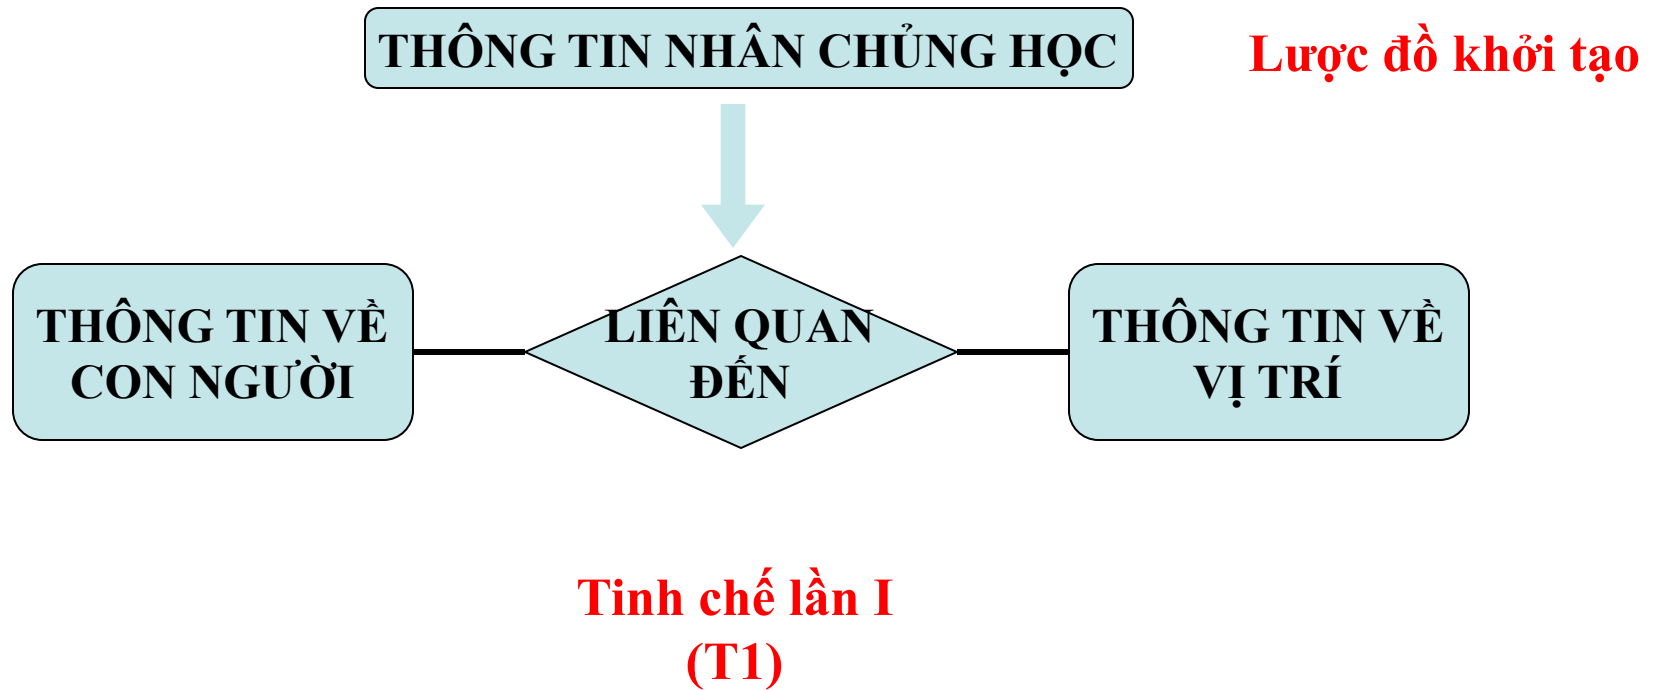 THÔNG TIN NHÂN CHỦNG HỌC
Lược đồ khởi tạo
THÔNG TIN VỀ
CON NGƯỜI
LIÊN QUAN
ĐẾN
THÔNG TIN VỀ
VỊ TRÍ
Tinh chế lần I
(T1)